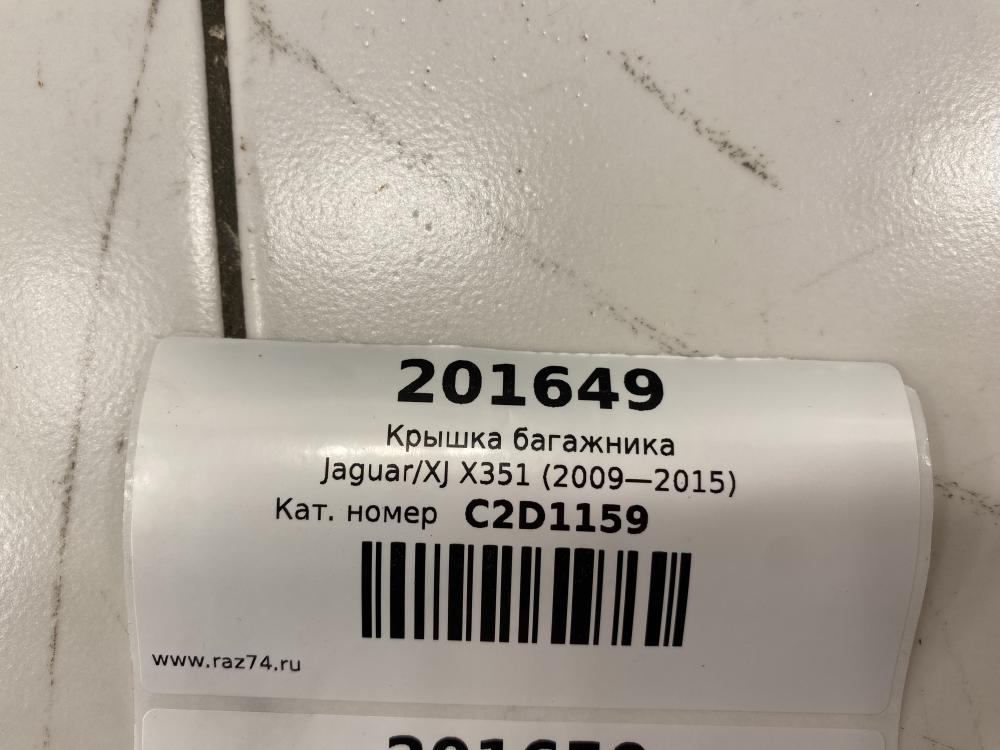 201649
Крышка багажника
Jaguar/XJ X351 (2009—2015)
Кат. номер C2D1159
www.raz74.ru